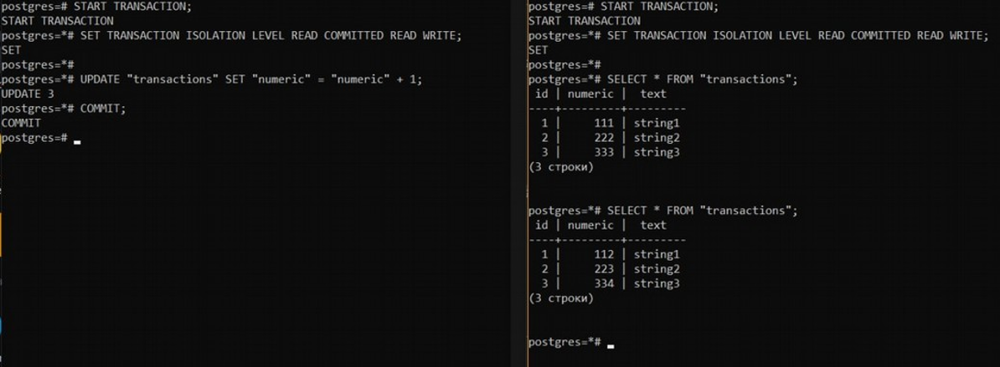 postgres=# START TRANSACTION;
START TRANSACTION
postgres=*# SET TRANSACTION ISOLATION LEVEL READ COMMITTED READ WRITE;
SET
postgres=*#
postgres=*# UPDATE "transactions" SET "numeric" = "numeric" + 1;
UPDATE 3
postgres=*# COMMIT;
COMMIT
postgres=#
postgres=# START TRANSACTION;
START TRANSACTION
postgres=*# SET TRANSACTION ISOLATION LEVEL READ COMMITTED READ WRITE;
SET
postgres=*#
postgres=*# SELECT * FROM "transactions";
 id | numeric |  text
----+---------+---------
  1 |     111 | string1
  2 |     222 | string2
  3 |     333 | string3
(3 строки)
postgres=*# SELECT * FROM "transactions";
 id | numeric |  text
----+---------+---------
  1 |     112 | string1
  2 |     223 | string2
  3 |     334 | string3
(3 строки)
postgres=*#